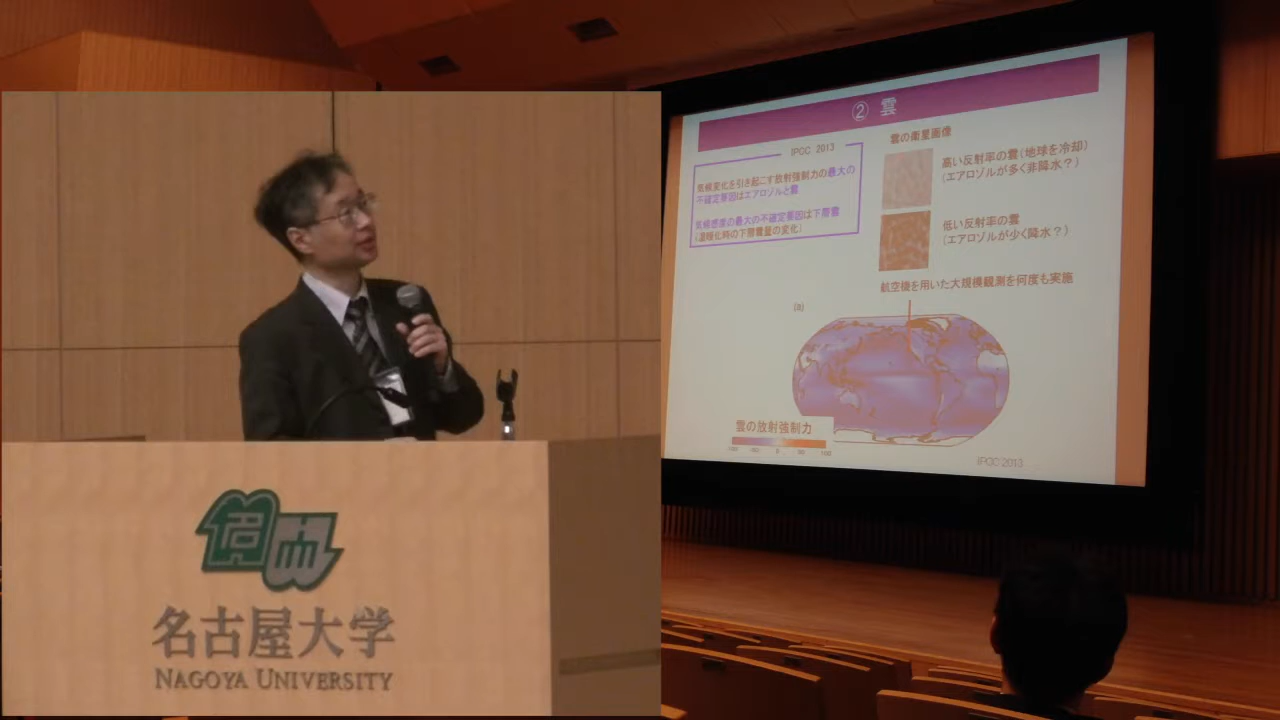 ② 雲
IPCC 2013
気候変化を引き起こす放射強制力の最大の
不確定要因はエアロゾルと雲
気候感度の最大の不確定要因は下層雲
(温暖化時の下層雲量の変化)
雲の衛星画像
高い反射率の雲(地球を冷却)
(エアロゾルが多く非降水？)
低い反射率の雲
(エアロゾルが少く降水？)
航空機を用いた大規模観測を何度も実施
(a)
雲の放射強制力
IPCC 2013
名古屋大学
NAGOYA UNIVERSITY